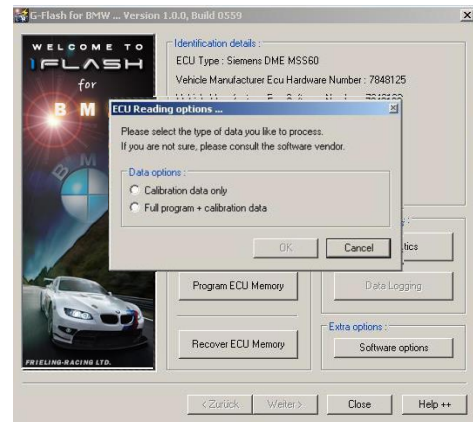 G-Flash for BMW ... Version 1.0.0, Build 0559
WELCOME TO
IFLASH
for
B M
FRIELING-RACING LTD.
Identification details :
ECU Type : Siemens DME MSS60
Vehicle Manufacturer Ecu Hardware Number : 7848125
ECU Reading options ...
Please select the type of data you like to process.
If you are not sure, please consult the software vendor.
Data options :
Calibration data only
Full program + calibration data
OK
Cancel
tics
Program ECU Memory
Data Logging
Recover ECU Memory
Extra options :
Software options
< Zurück
Weiter >
Close
Help ++